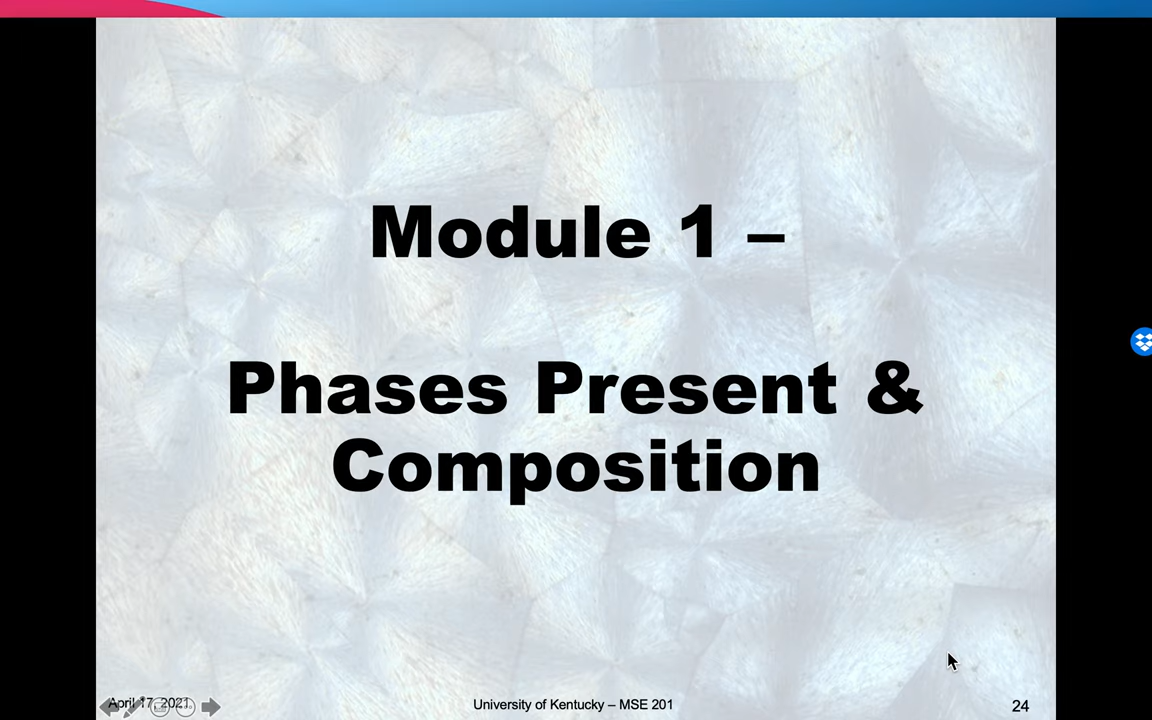 Module 1 –
Phases Present &
Composition
April 17, 2021
University of Kentucky – MSE 201
24